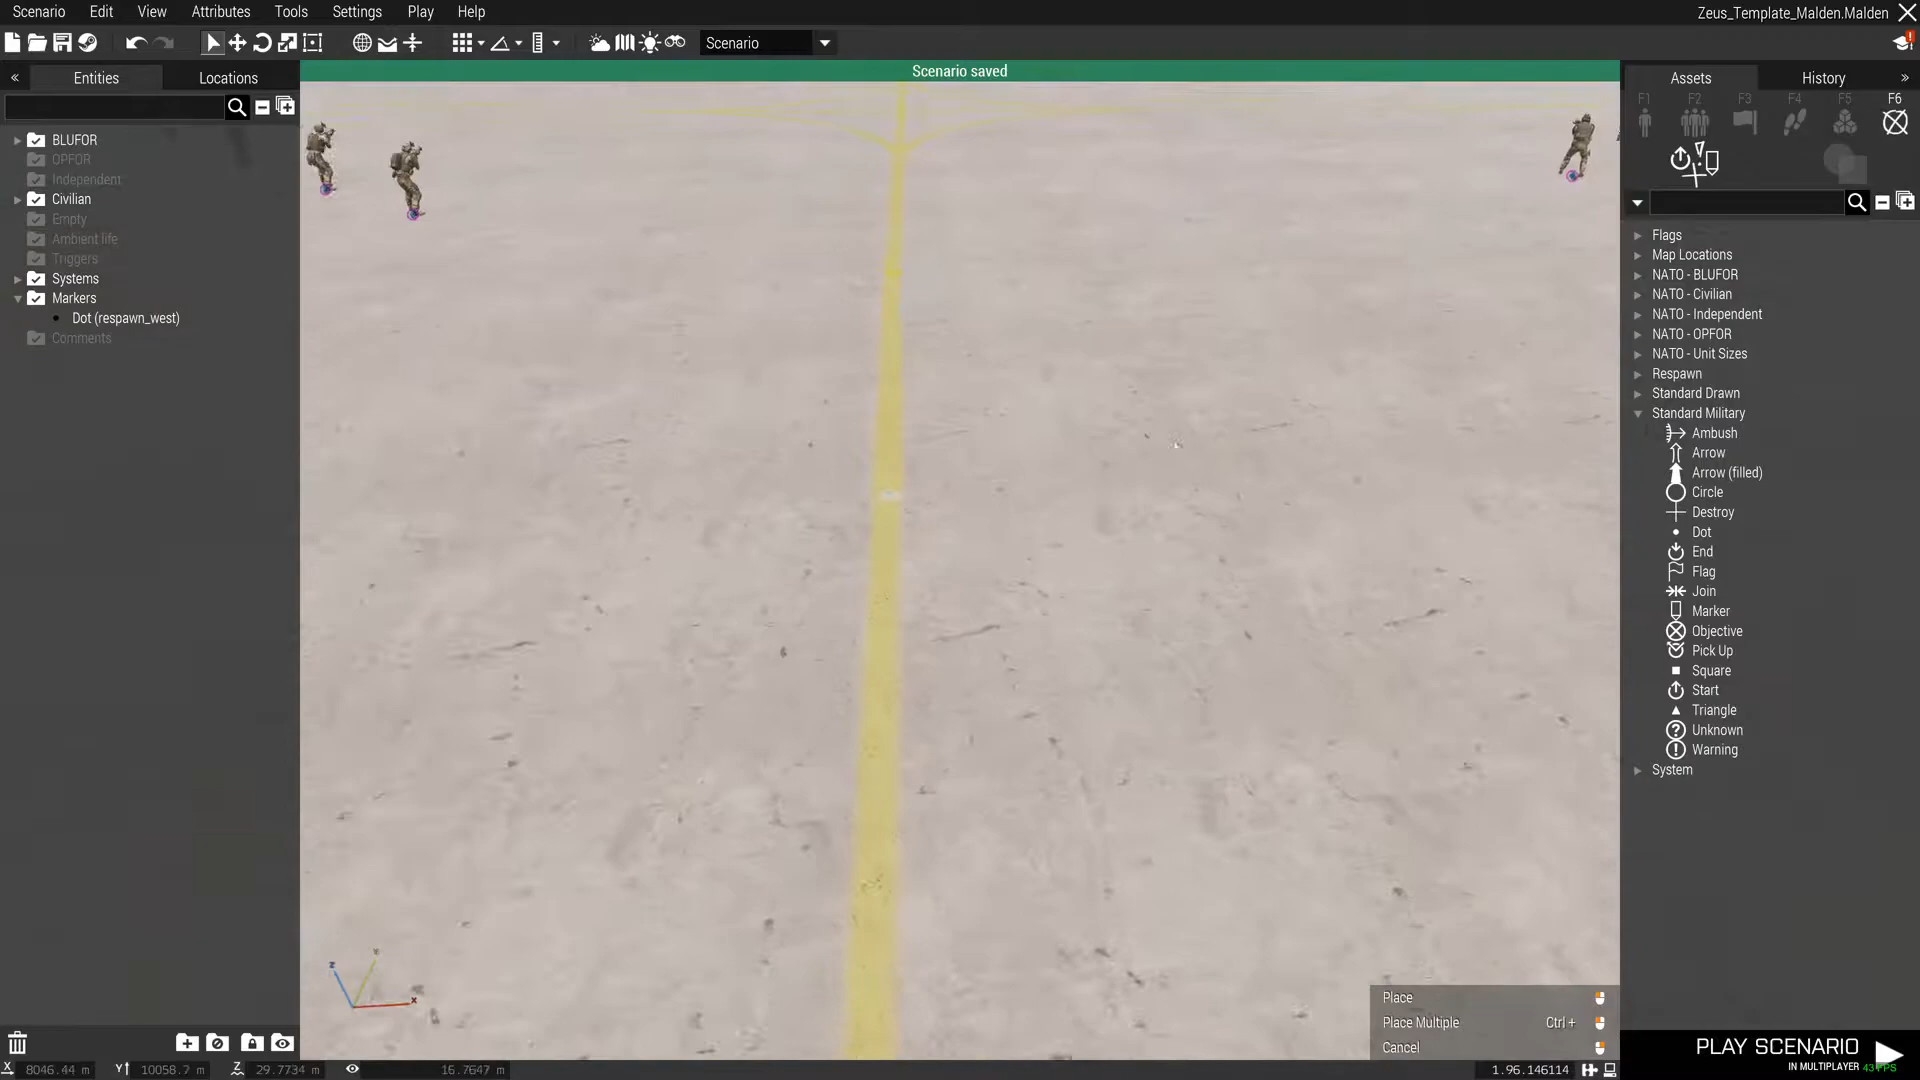 Scenario Edit View Attributes Tools Settings Play Help
Zeus_Template_Malden.Malden
Scenario
Entities Locations
BLUFOR
OPFOR
Independent
Civilian
Empty
Ambient life
Triggers
Systems
Markers
Dot (respawn_west)
Comments
Scenario saved
Assets History
F1 F2 F3 F4 F5 F6
Flags
Map Locations
NATO - BLUFOR
NATO - Civilian
NATO - Independent
NATO - OPFOR
NATO - Unit Sizes
Respawn
Standard Drawn
Standard Military
Ambush
Arrow
Arrow (filled)
Circle
Destroy
Dot
End
Flag
Join
Marker
Objective
Pick Up
Square
Start
Triangle
Unknown
Warning
System
Z Y X
Place
Place Multiple Ctrl +
Cancel
PLAY SCENARIO
IN MULTIPLAYER 43 FPS
X 8046.44 m Y 10058.7 m Z 29.7734 m 16.7647 m 1.96.146114